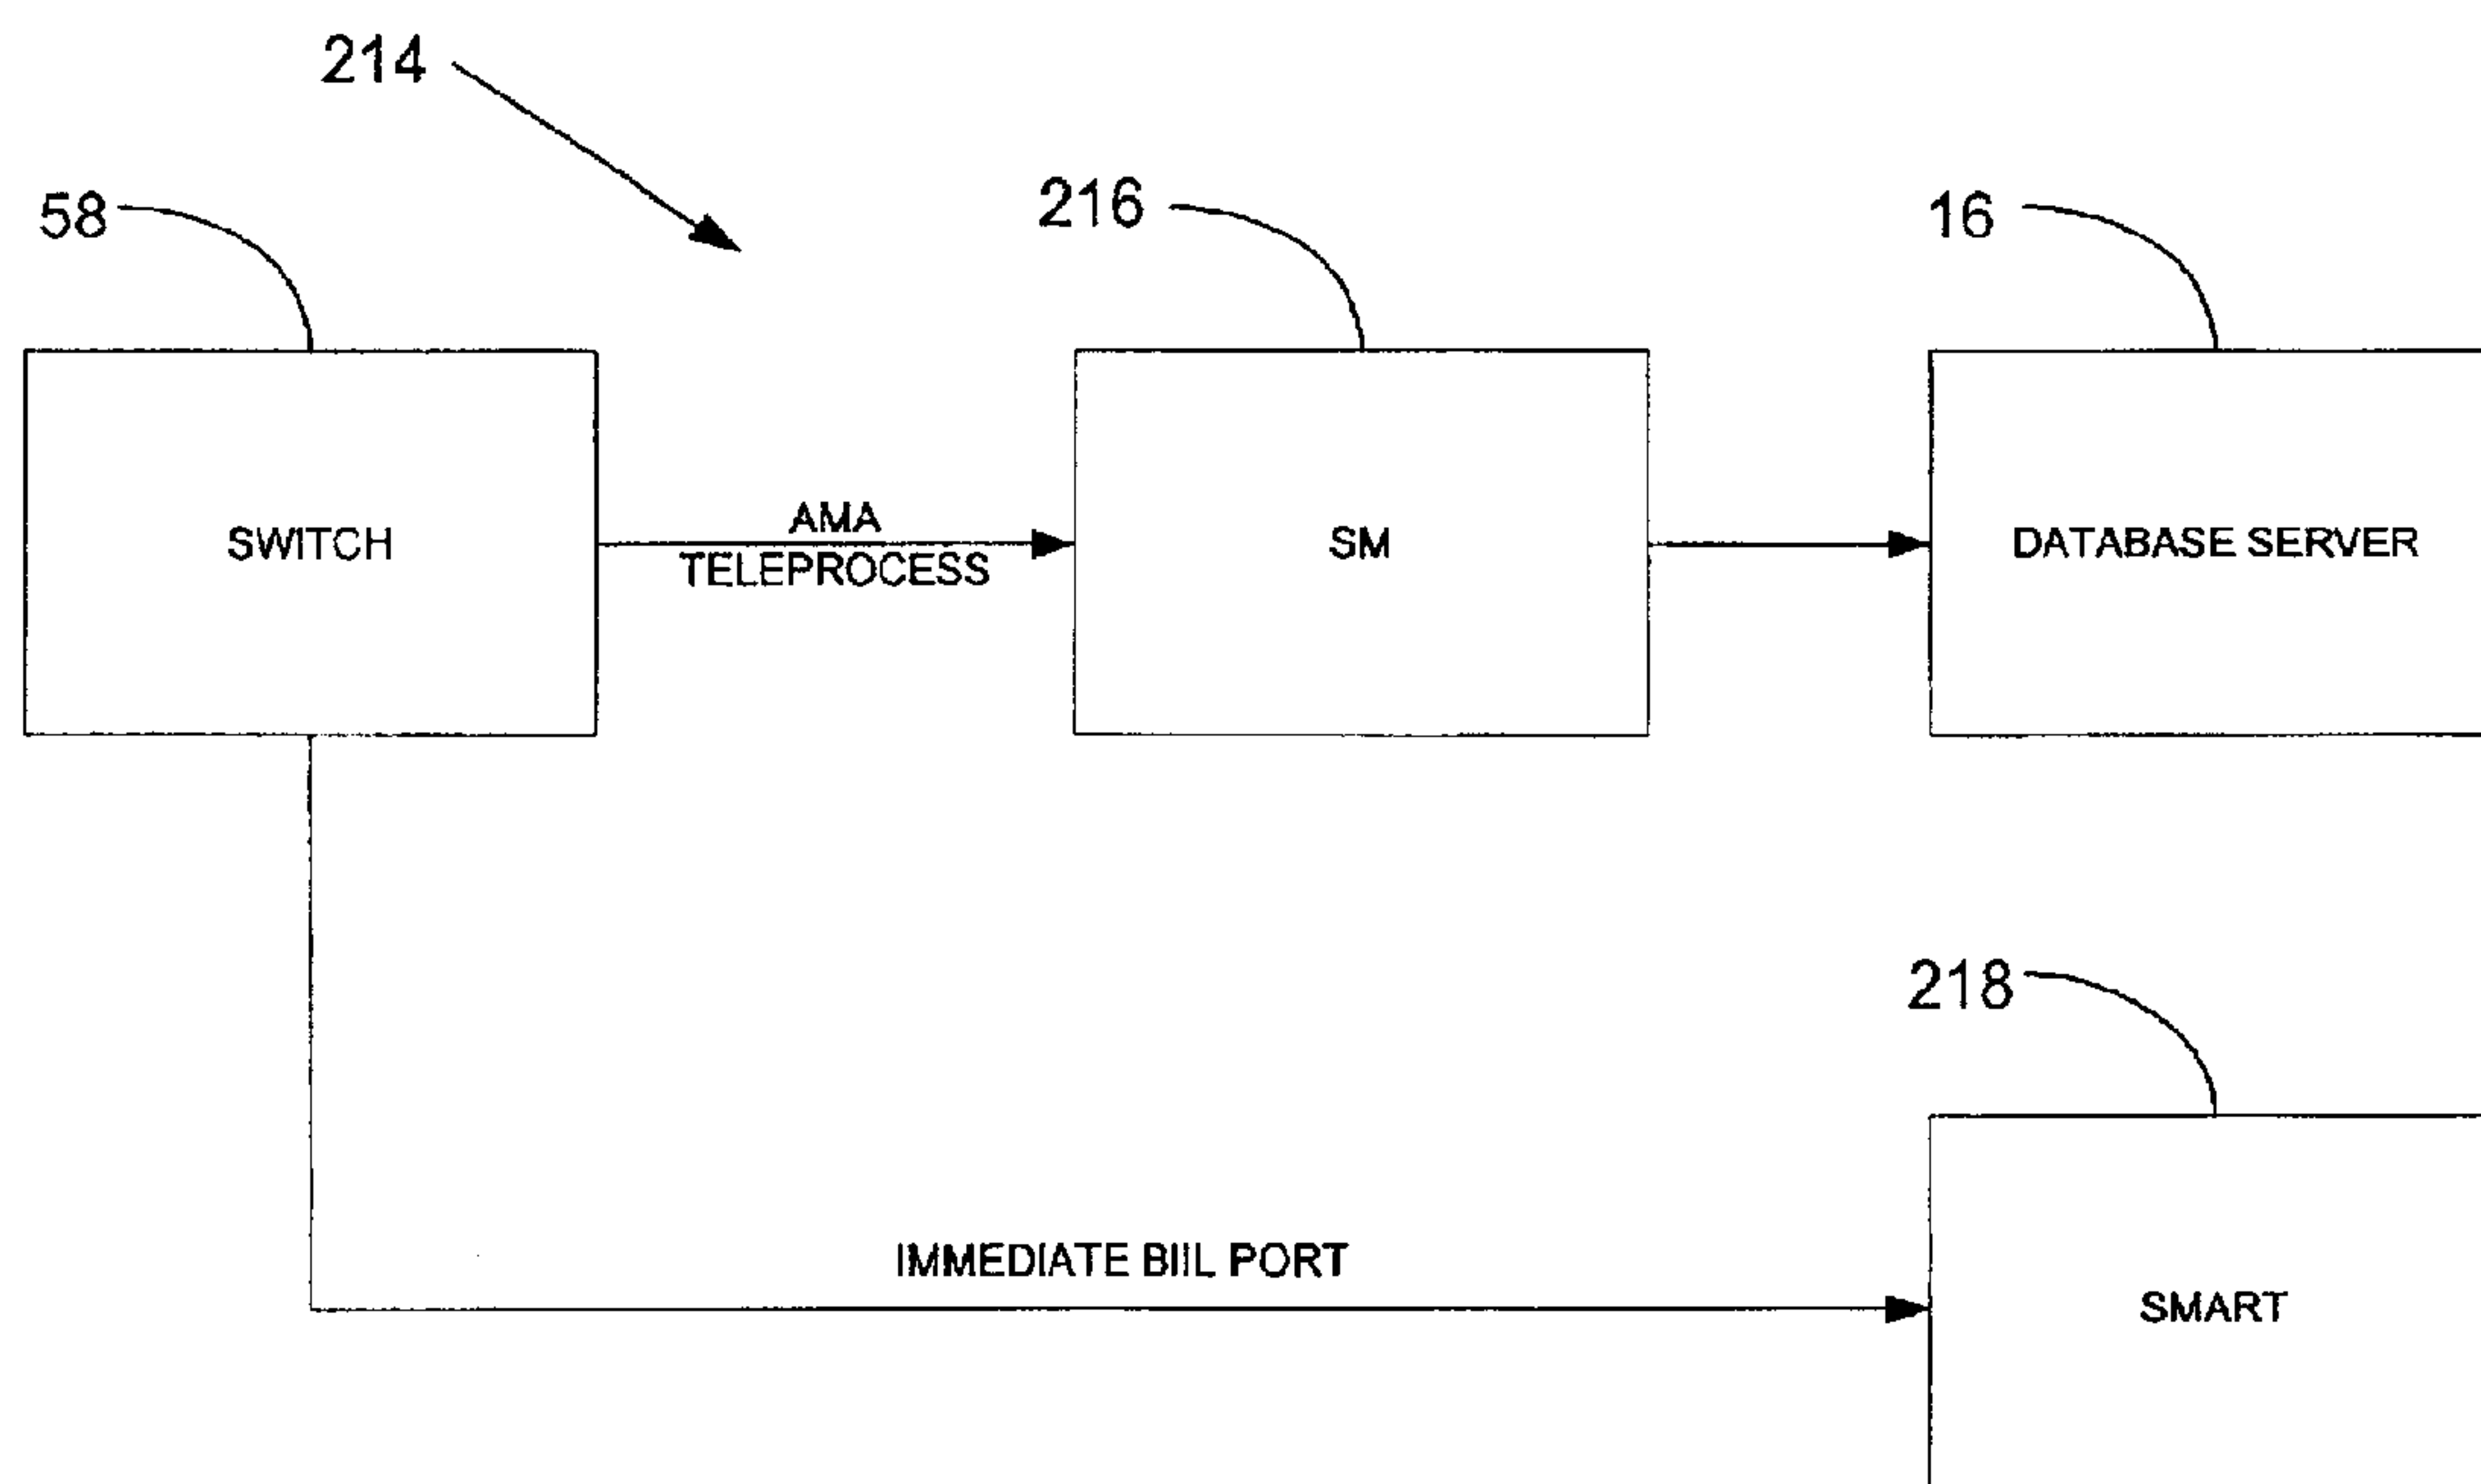 214
58
216
16
SWITCH
AMA
TELEPROCESS
SM
DATABASE SERVER
218
IMMEDIATE BIIL PORT
SMART